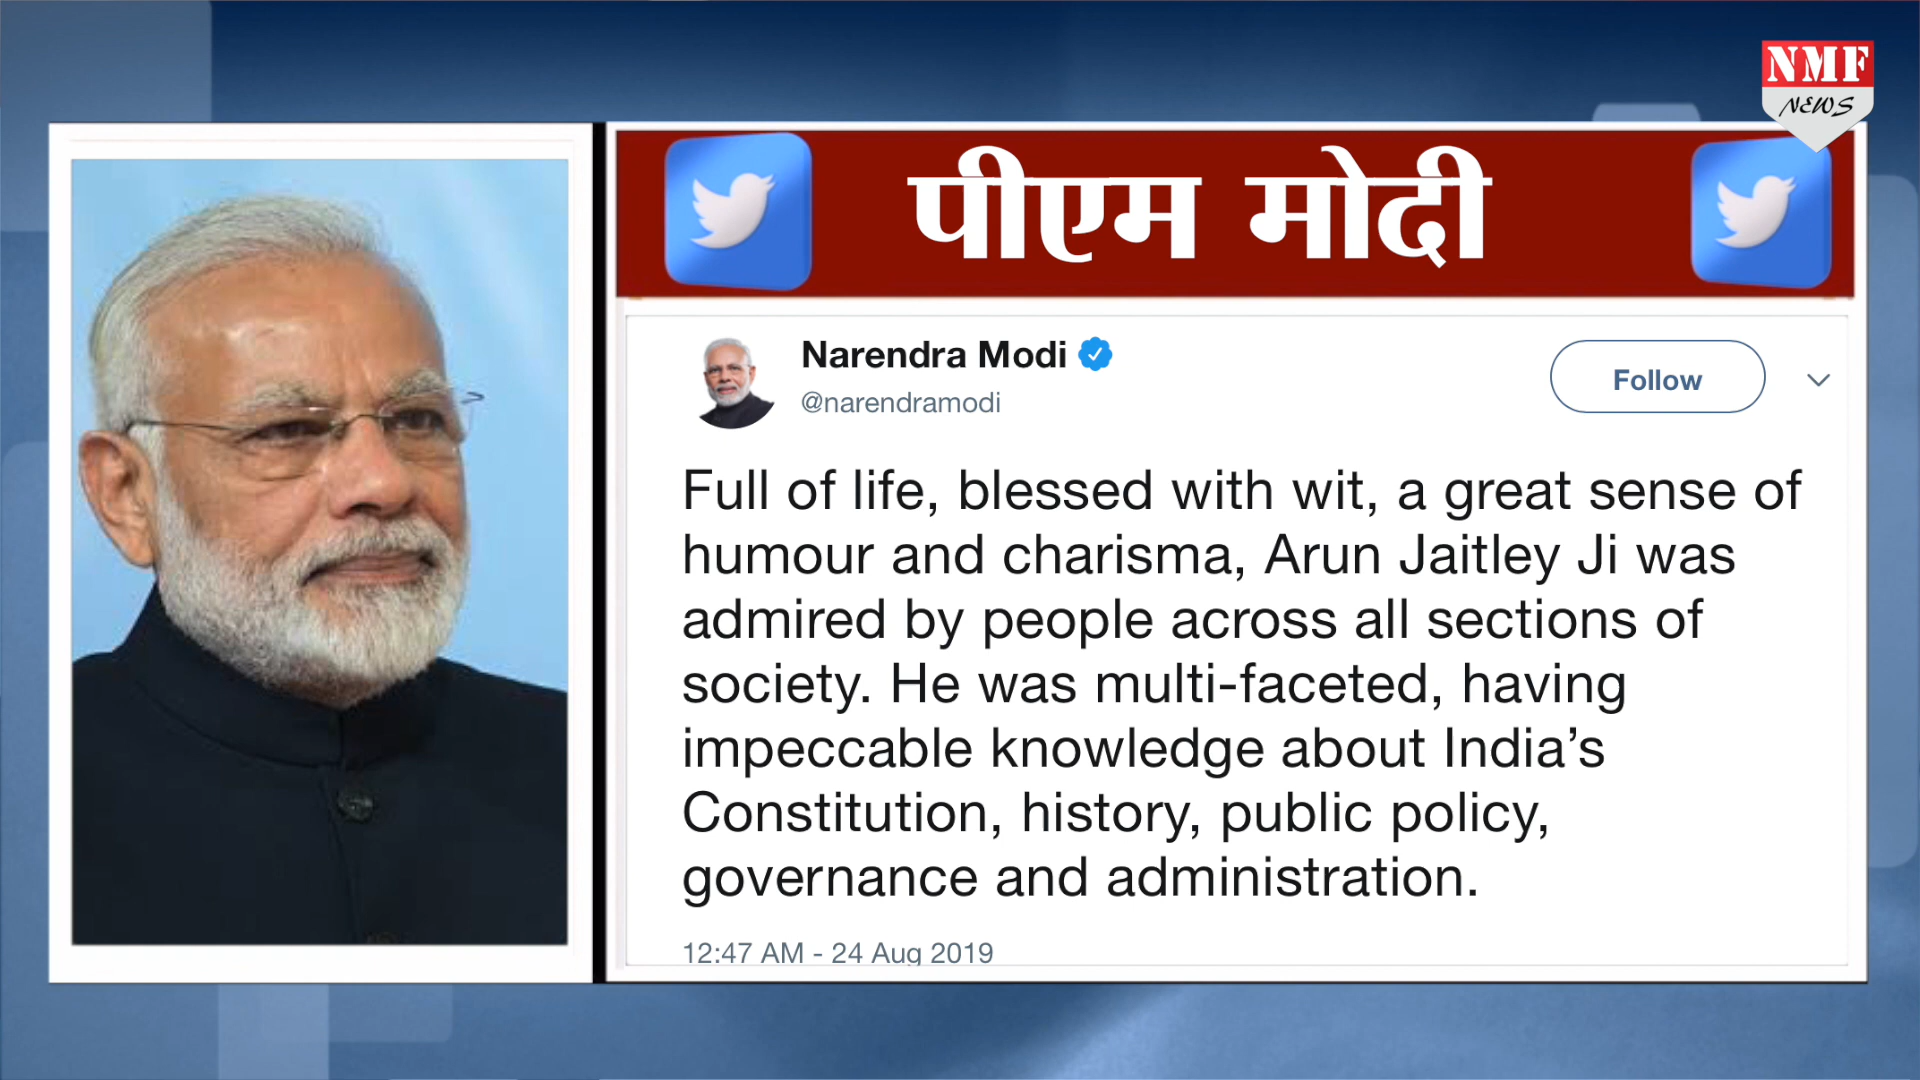 NMF
NEWS
पीएम मोदी
Narendra Modi
@narendramodi
Follow
Full of life, blessed with wit, a great sense of
humour and charisma, Arun Jaitley Ji was
admired by people across all sections of
society. He was multi-faceted, having
impeccable knowledge about India’s
Constitution, history, public policy,
governance and administration.
12:47 AM - 24 Aug 2019